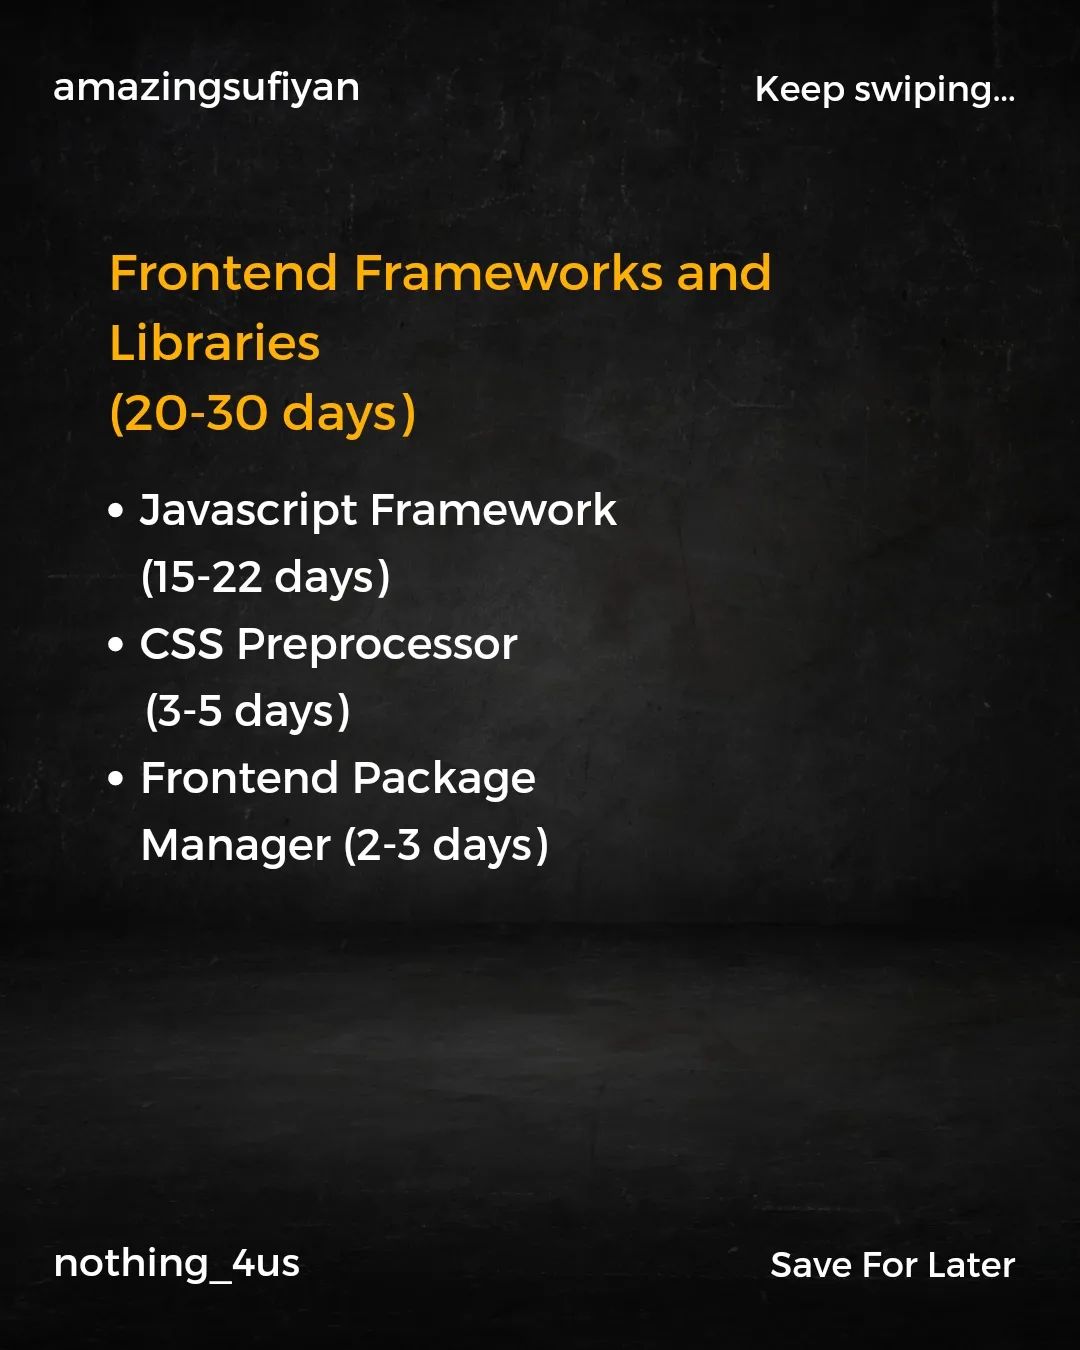 amazingsufiyan
Keep swiping...
Frontend Frameworks and
Libraries
(20-30 days)
• Javascript Framework
(15-22 days)
• CSS Preprocessor
(3-5 days)
• Frontend Package
Manager (2-3 days)
nothing_4us
Save For Later